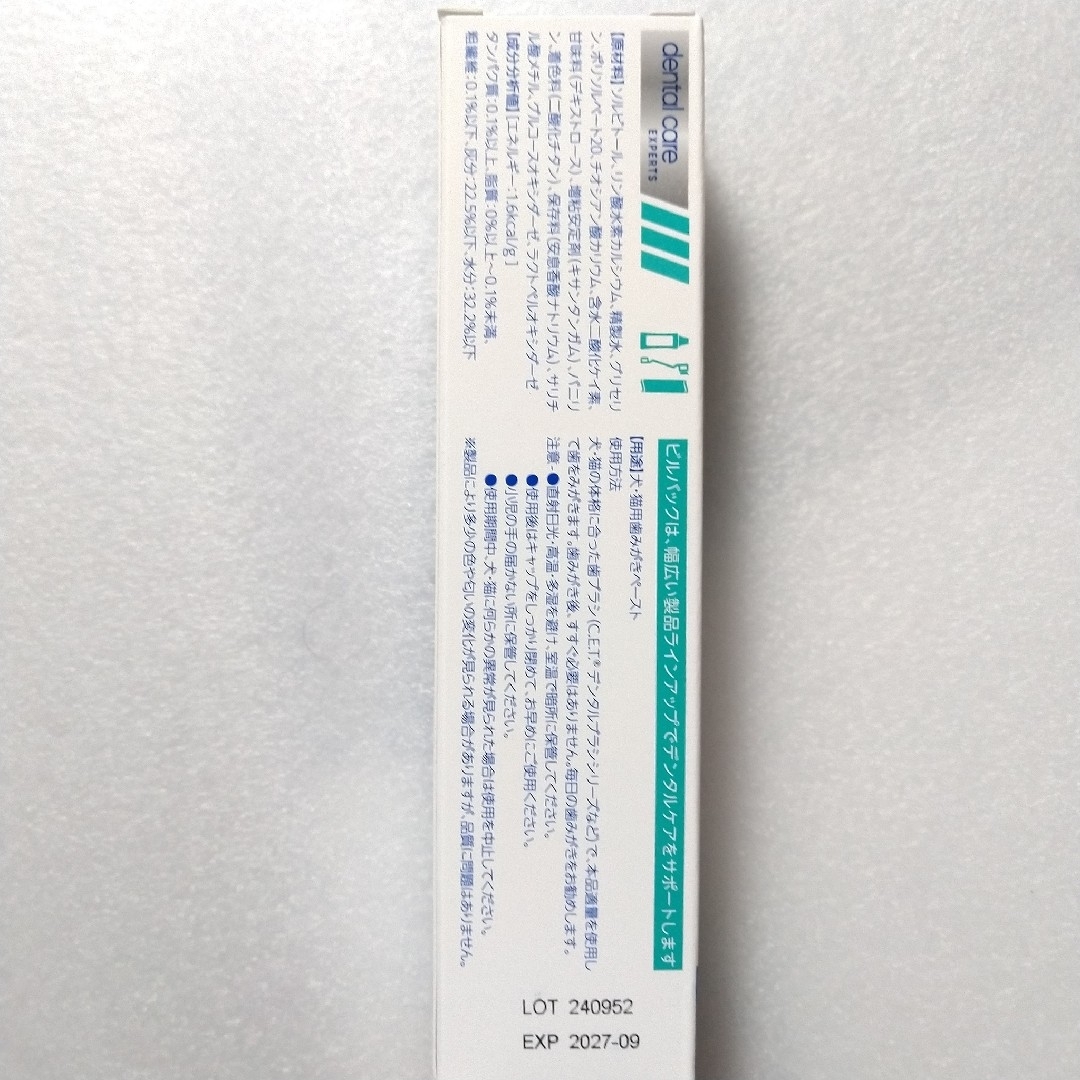 dental care
EXPERTS
【原材料】ソルビトール、リン酸水素カルシウム、精製水、グリセリ
ン、ポリソルベート20、チオシアン酸カリウム、含水二酸化ケイ素、
甘味料(デキストロース)、増粘安定剤(キサンタンガム)、バニリ
ン、着色料(二酸化チタン)、保存料(安息香酸ナトリウム)、サリチ
ル酸メチル、グルコースオキシダーゼ、ラクトペルオキシダーゼ
【成分分析値】[エネルギー:1.6kcal/g]
タンパク質:0.1%以上、脂質:0%以上~0.1%未満、
粗繊維:0.1%以下、灰分:22.5%以下、水分:32.2%以下
ビルバックは、幅広い製品ラインアップでデンタルケアをサポートします
【用途】犬・猫用歯みがきペースト
使用方法
犬・猫の体格に合った歯ブラシ(C.E.T.® デンタルブラシシリーズなど)で、本品適量を使用し
て歯をみがきます。歯みがき後、すすぐ必要はありません。毎日の歯みがきをお勧めします。
注意-●直射日光・高温・多湿を避け、室温で暗所に保管してください。
●使用後はキャップをしっかり閉めて、お早めにご使用ください。
●小児の手の届かない所に保管してください。
●使用期間中、犬・猫に何らかの異常が見られた場合は使用を中止してください。
※製品により多少の色や匂いの変化が見られる場合がありますが、品質に問題はありません。
LOT 240952
EXP 2027-09